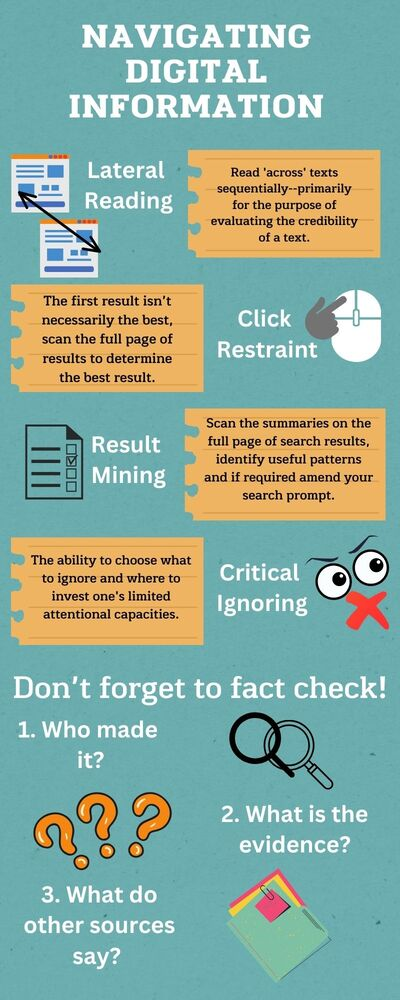 NAVIGATING
DIGITAL
INFORMATION
Lateral
Reading
Read 'across' texts
sequentially--primarily
for the purpose of
evaluating the credibility
of a text.
The first result isn't
necessarily the best,
scan the full page of
results to determine
the best result.
Click
Restraint
Result
Mining
Scan the summaries on the
full page of search results,
identify useful patterns
and if required amend your
search prompt.
The ability to choose what
to ignore and where to
invest one's limited
attentional capacities.
Critical
Ignoring
Don't forget to fact check!
1. Who made
it?
2. What is the
evidence?
3. What do
other sources
say?